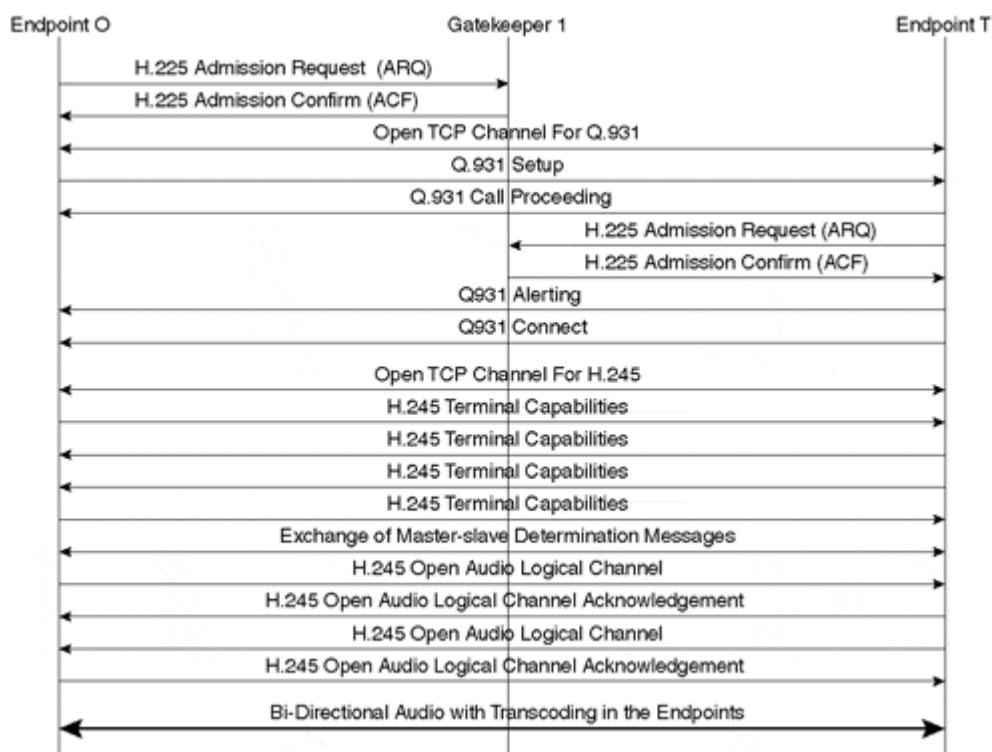 Endpoint O Gatekeeper 1 Endpoint T
H.225 Admission Request (ARQ)
H.225 Admission Confirm (ACF)
Open TCP Channel For Q.931
Q.931 Setup
Q.931 Call Proceeding
H.225 Admission Request (ARQ)
H.225 Admission Confirm (ACF)
Q931 Alerting
Q931 Connect
Open TCP Channel For H.245
H.245 Terminal Capabilities
H.245 Terminal Capabilities
H.245 Terminal Capabilities
H.245 Terminal Capabilities
Exchange of Master-slave Determination Messages
H.245 Open Audio Logical Channel
H.245 Open Audio Logical Channel Acknowledgement
H.245 Open Audio Logical Channel
H.245 Open Audio Logical Channel Acknowledgement
Bi-Directional Audio with Transcoding in the Endpoints